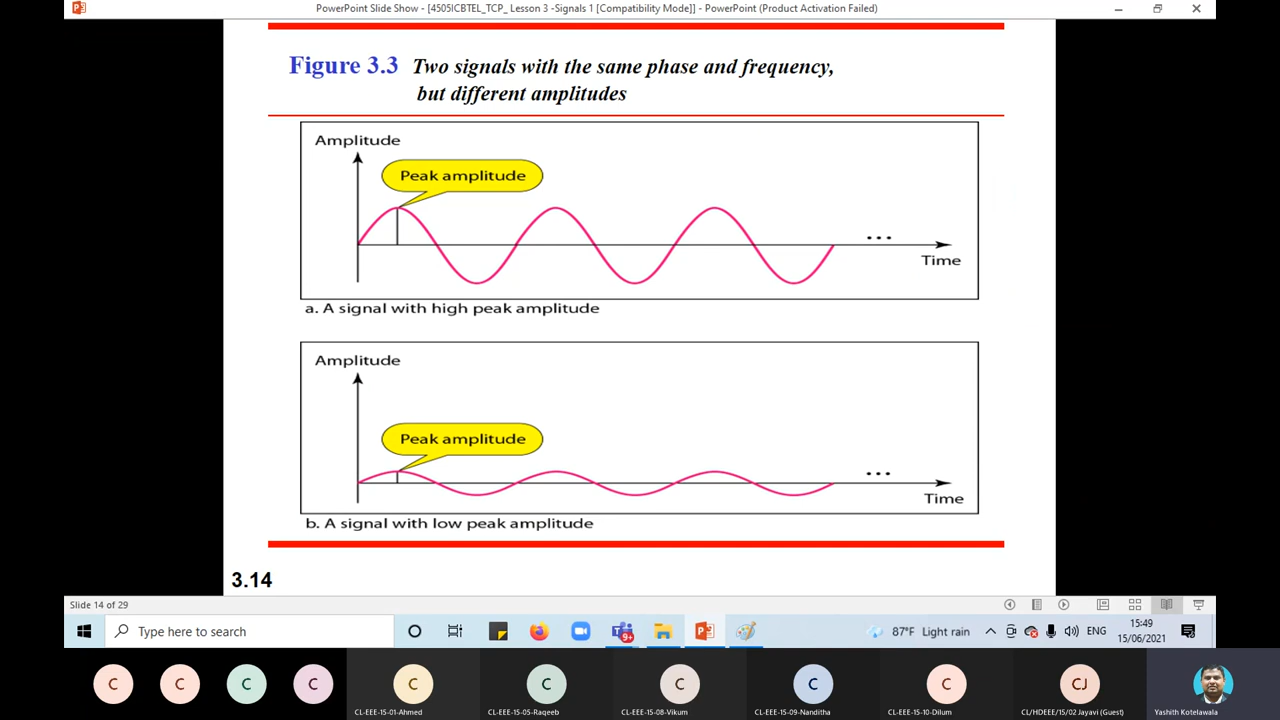 PowerPoint Slide Show - [4505ICBTEL_TCP_ Lesson 3 -Signals 1 [Compatibility Mode]] - PowerPoint (Product Activation Failed)
Figure 3.3 Two signals with the same phase and frequency,
but different amplitudes
Amplitude
Peak amplitude
...
Time
a. A signal with high peak amplitude
Amplitude
Peak amplitude
...
Time
b. A signal with low peak amplitude
3.14
Slide 14 of 29
Type here to search
9+
87°F Light rain
ENG
15:49
15/06/2021
C
C
C
C
C
C
C
C
C
CJ
CL-EEE-15-01-Ahmed
CL-EEE-15-05-Raqeeb
CL-EEE-15-08-Vikum
CL-EEE-15-09-Nanditha
CL-EEE-15-10-Dilum
CL/HDEEE/15/02 Jayavi (Guest)
Yashith Kotelawala